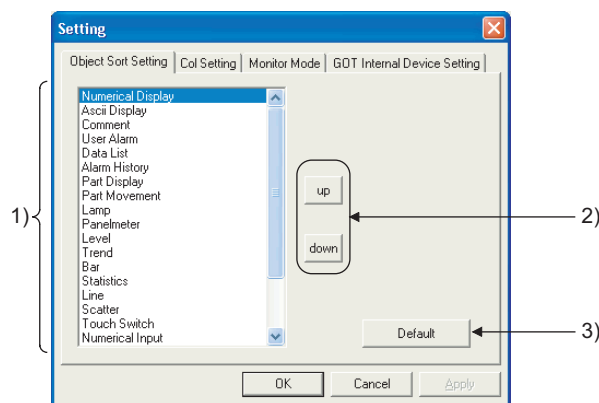 Setting
Object Sort Setting
Col Setting
Monitor Mode
GOT Internal Device Setting
Numerical Display
Ascii Display
Comment
User Alarm
Data List
Alarm History
Part Display
Part Movement
Lamp
Panelmeter
Level
Trend
Bar
Statistics
Line
Scatter
Touch Switch
Numerical Input
1)
up
down
2)
Default
3)
OK
Cancel
Apply